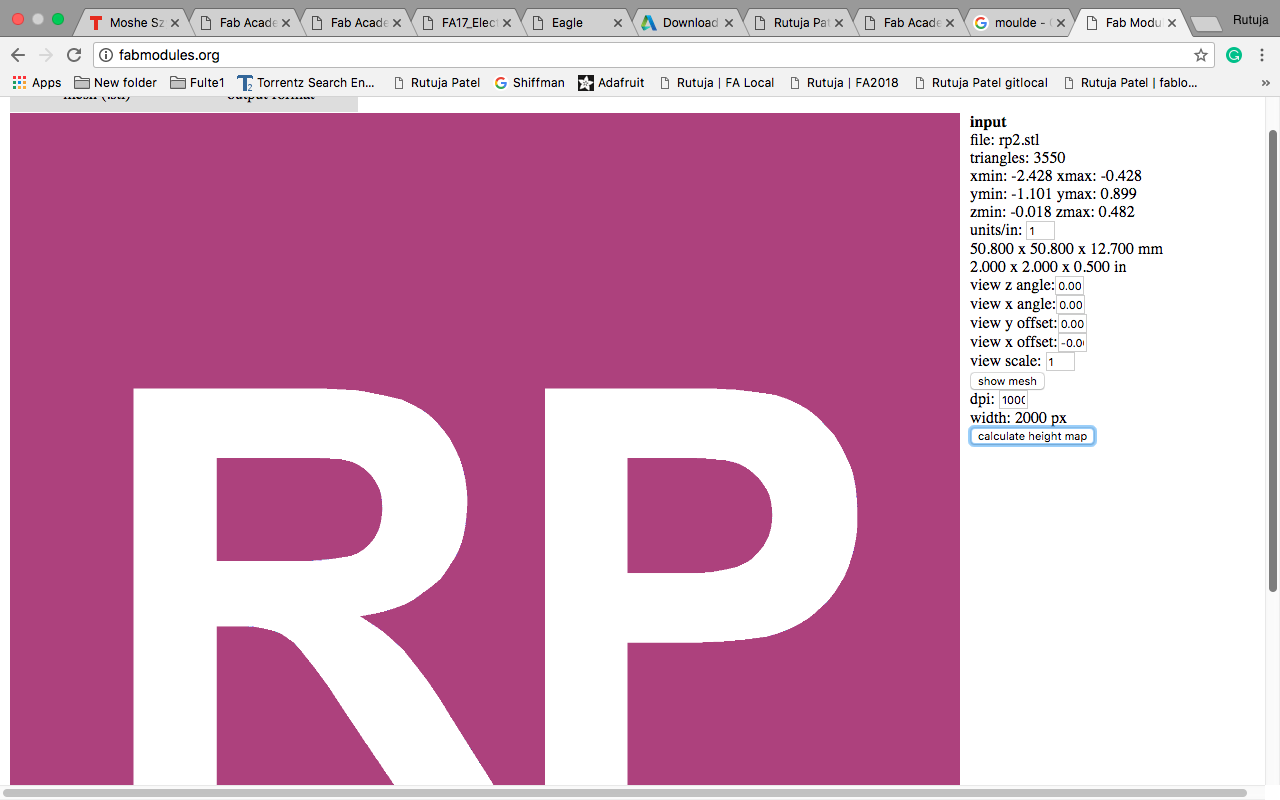 Moshe Sz
Fab Acade
Fab Acade
FA17_Elec
Eagle
Download
Rutuja Pat
Fab Acade
moulde - G
Fab Modu
Rutuja
fabmodules.org
Apps
New folder
Fulte1
Torrentz Search En...
Rutuja Patel
Shiffman
Adafruit
Rutuja | FA Local
Rutuja | FA2018
Rutuja Patel gitlocal
Rutuja Patel | fablo...
»
mesh (.stl)
output format
input
file: rp2.stl
triangles: 3550
xmin: -2.428 xmax: -0.428
ymin: -1.101 ymax: 0.899
zmin: -0.018 zmax: 0.482
units/in: 1
50.800 x 50.800 x 12.700 mm
2.000 x 2.000 x 0.500 in
view z angle: 0.00
view x angle: 0.00
view y offset: 0.00
view x offset: -0.00
view scale: 1
show mesh
dpi: 1000
width: 2000 px
calculate height map
RP